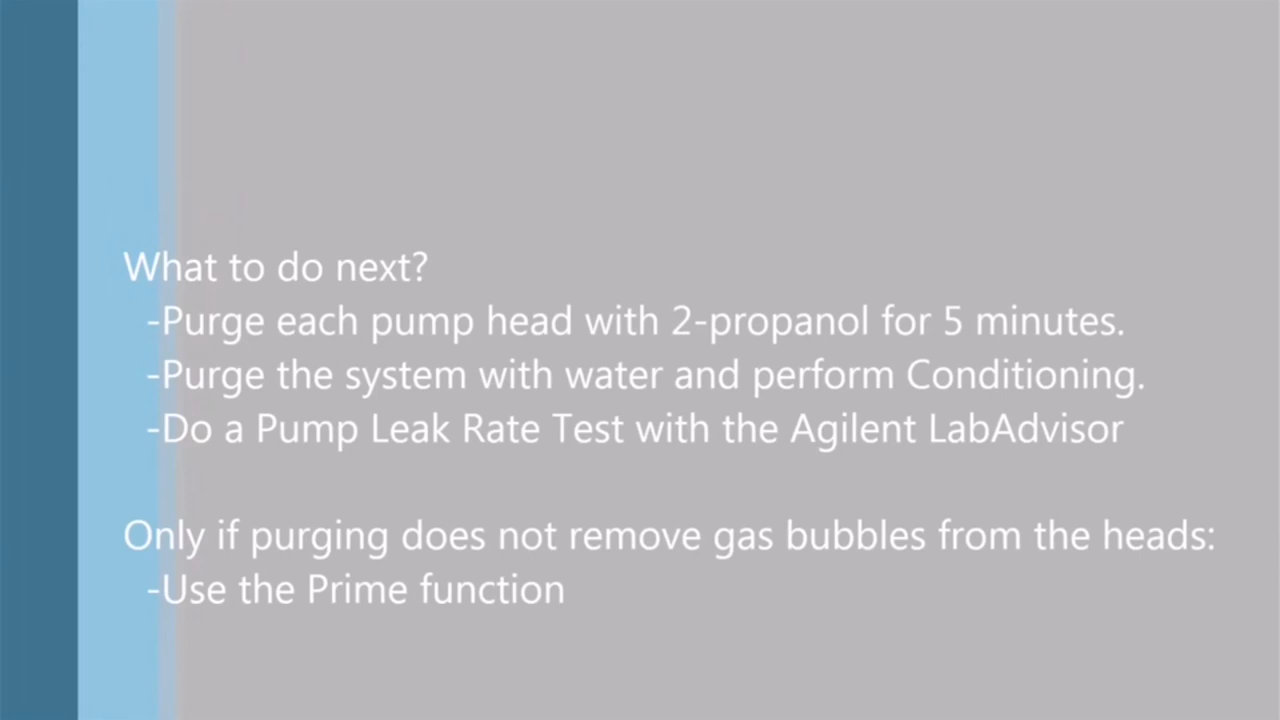 What to do next?
-Purge each pump head with 2-propanol for 5 minutes.
-Purge the system with water and perform Conditioning.
-Do a Pump Leak Rate Test with the Agilent LabAdvisor
Only if purging does not remove gas bubbles from the heads:
-Use the Prime function